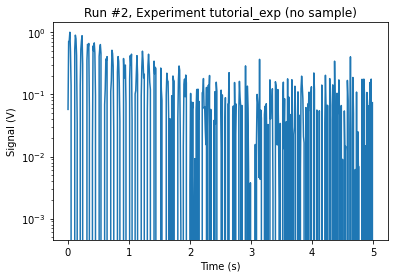 Run #2, Experiment tutorial_exp (no sample)
10⁰
10⁻¹
10⁻²
10⁻³
Signal (V)
0 1 2 3 4 5
Time (s)